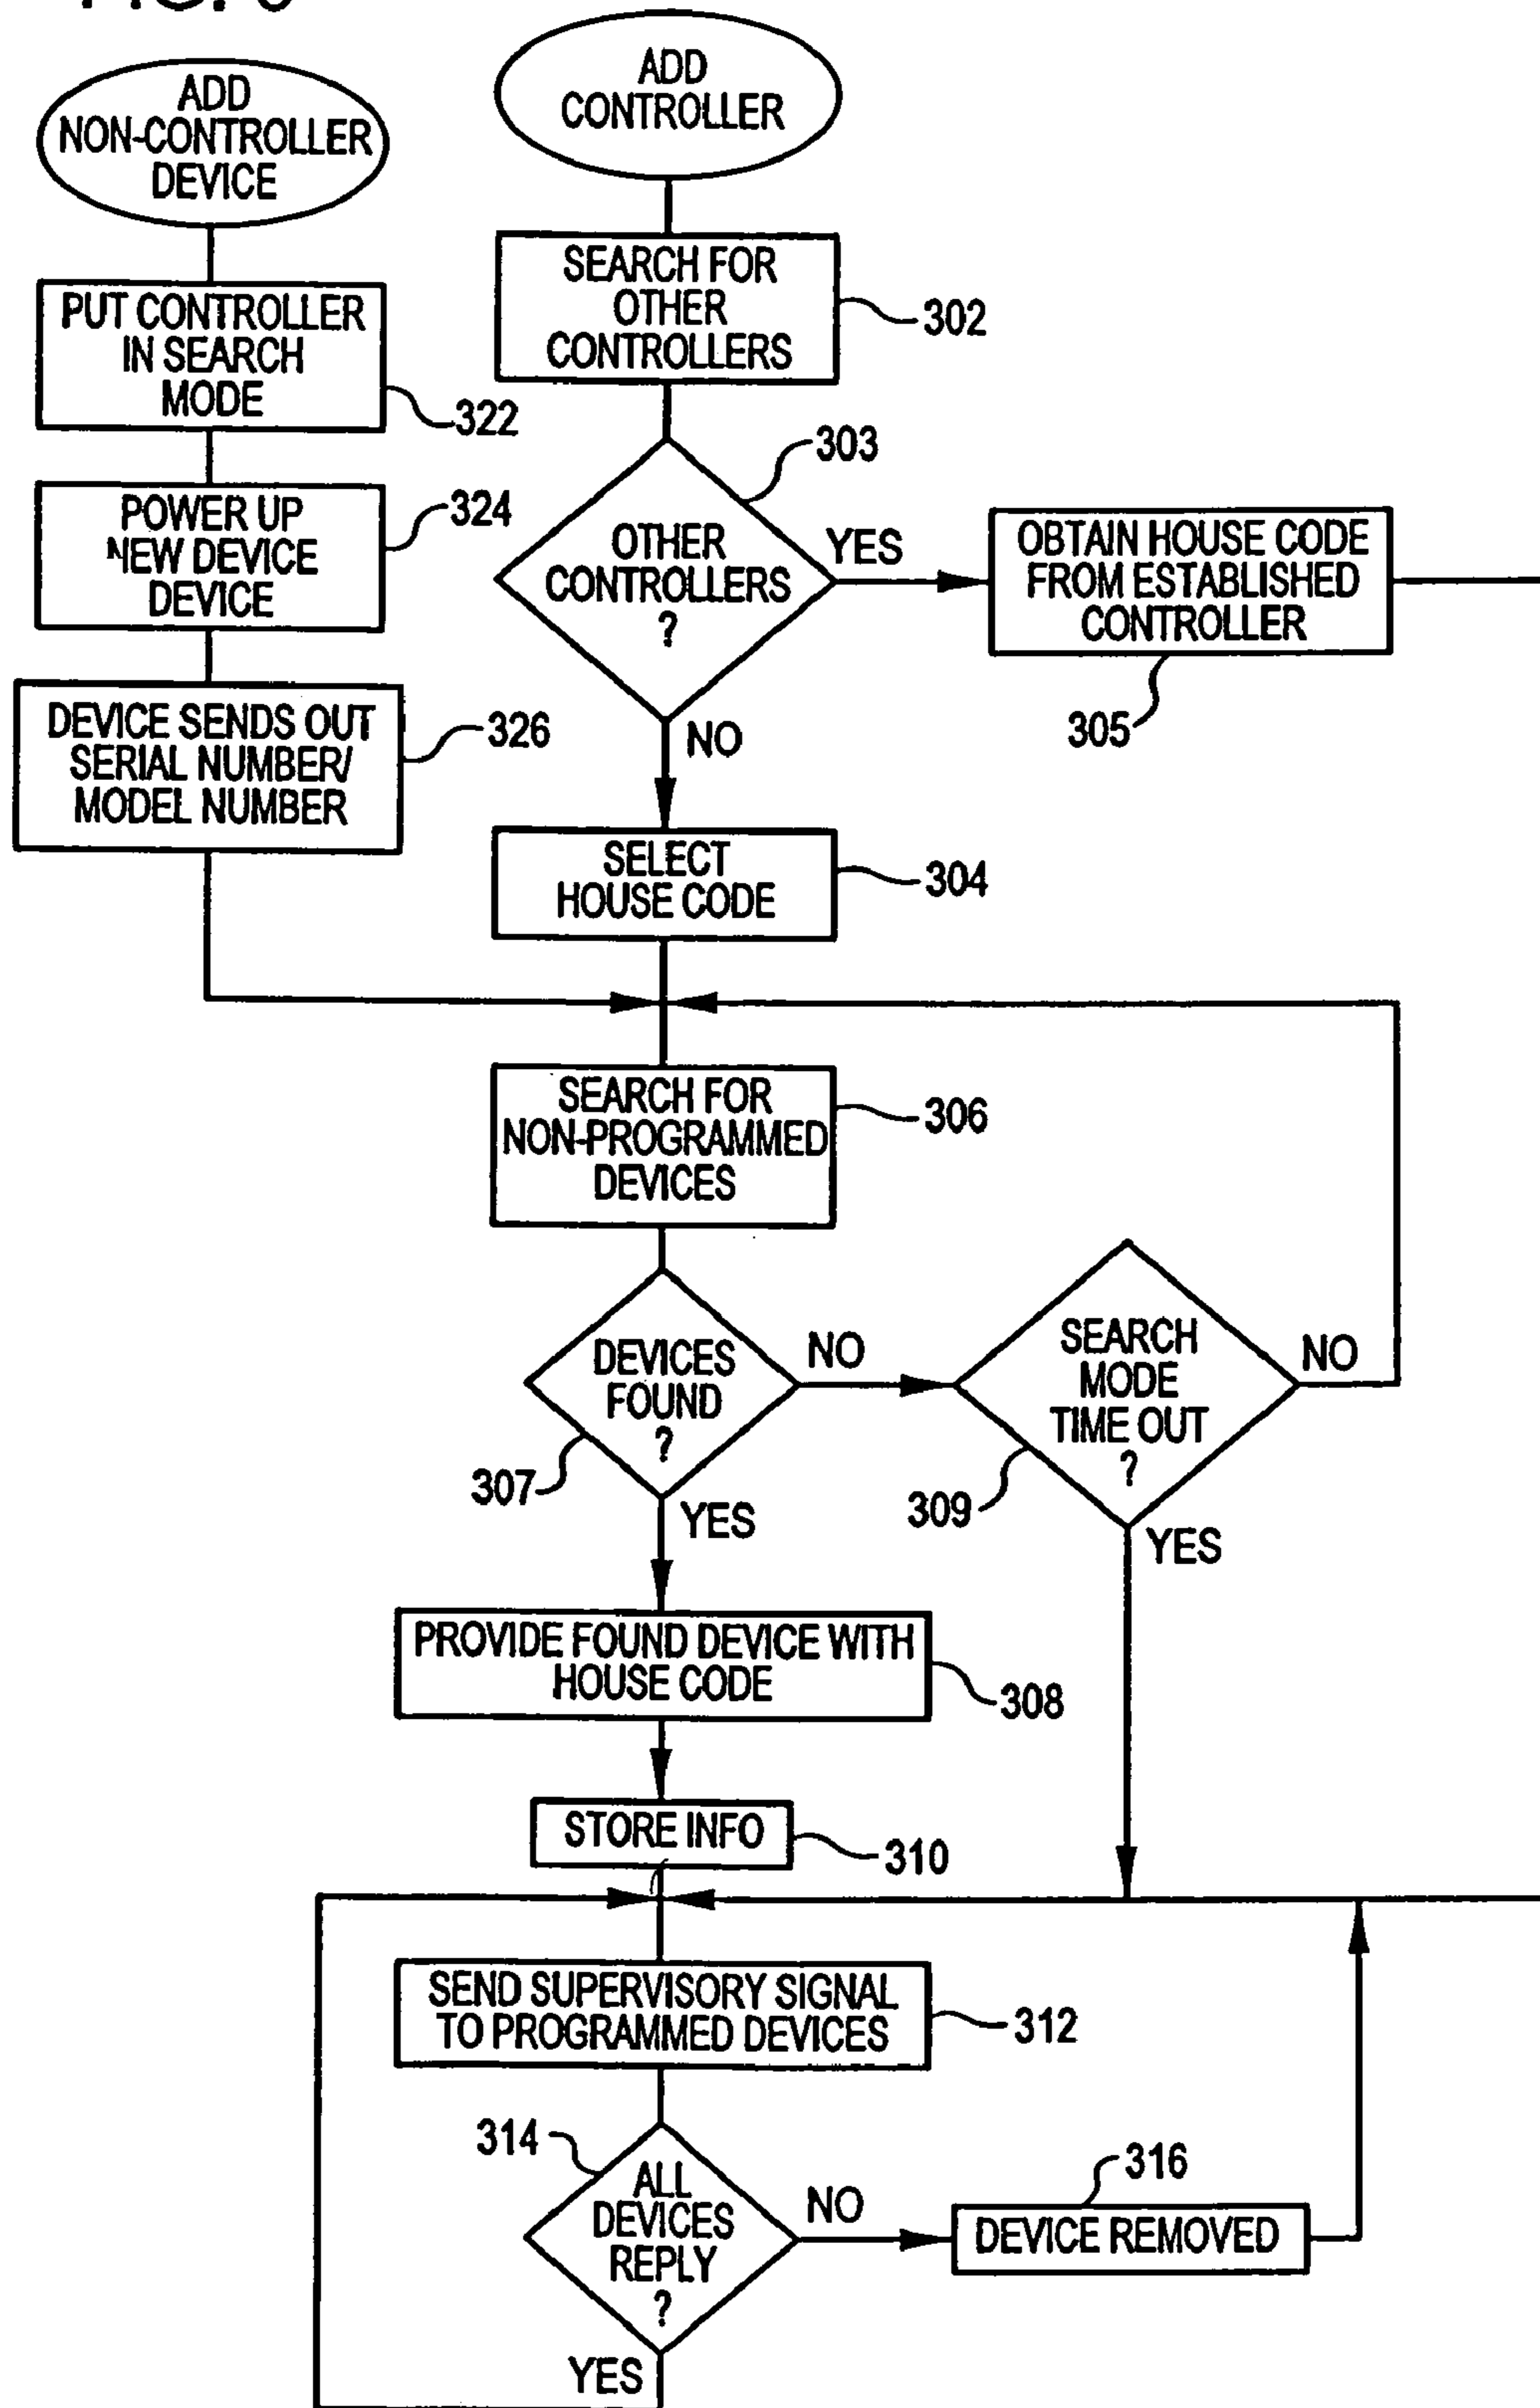 ADD
NON-CONTROLLER
DEVICE
ADD
CONTROLLER
PUT CONTROLLER
IN SEARCH
MODE
322
SEARCH FOR
OTHER
CONTROLLERS
302
POWER UP
NEW DEVICE
DEVICE
324
303
OTHER
CONTROLLERS
?
YES
NO
OBTAIN HOUSE CODE
FROM ESTABLISHED
CONTROLLER
305
DEVICE SENDS OUT
SERIAL NUMBER/
MODEL NUMBER
326
SELECT
HOUSE CODE
304
SEARCH FOR
NON-PROGRAMMED
DEVICES
306
DEVICES
FOUND
?
307
NO
YES
SEARCH
MODE
TIME OUT
?
309
NO
YES
PROVIDE FOUND DEVICE WITH
HOUSE CODE
308
STORE INFO
310
SEND SUPERVISORY SIGNAL
TO PROGRAMMED DEVICES
312
314
ALL
DEVICES
REPLY
?
NO
316
DEVICE REMOVED
YES